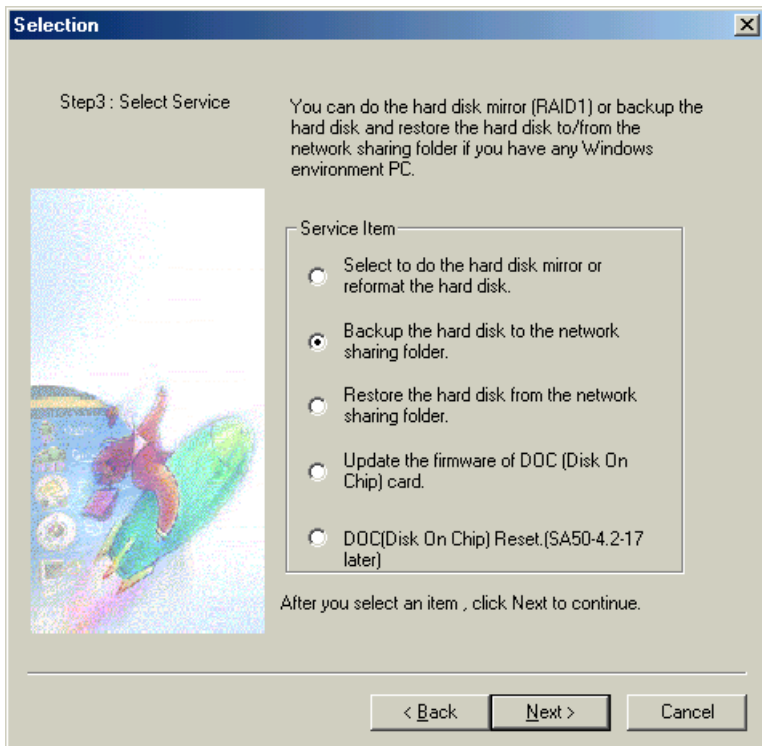 Selection
Step3 : Select Service
You can do the hard disk mirror (RAID1) or backup the
hard disk and restore the hard disk to/from the
network sharing folder if you have any Windows
environment PC.
Service Item
Select to do the hard disk mirror or
reformat the hard disk.
Backup the hard disk to the network
sharing folder.
Restore the hard disk from the network
sharing folder.
Update the firmware of DOC (Disk On
Chip) card.
DOC(Disk On Chip) Reset.(SA50-4.2-17
later)
After you select an item , click Next to continue.
< Back
Next >
Cancel